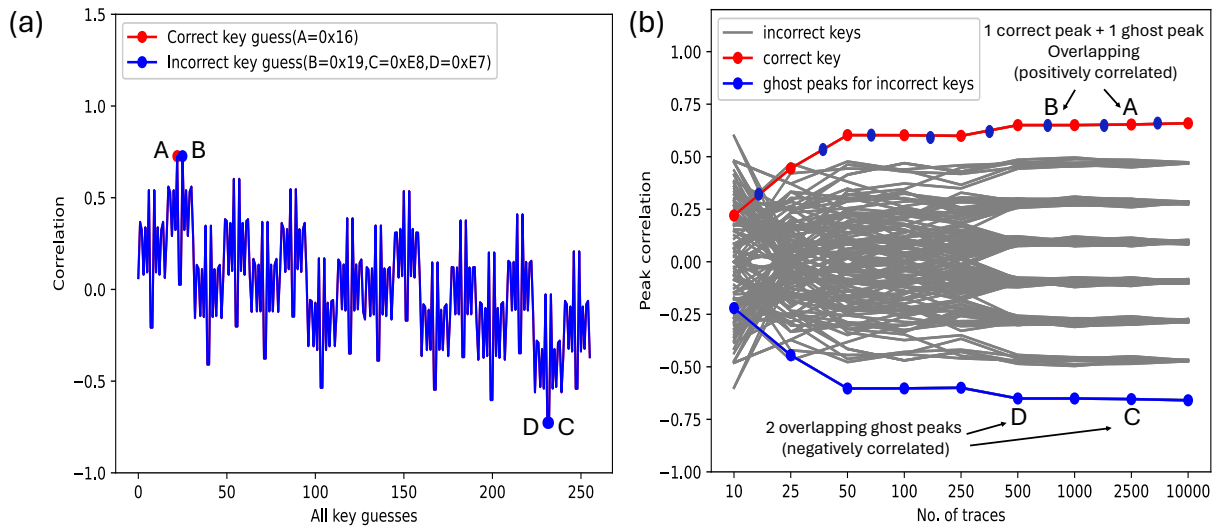 (a)
1.5
1.0
0.5
0.0
−0.5
−1.0
Correlation
Correct key guess(A=0x16)
Incorrect key guess(B=0x19,C=0xE8,D=0xE7)
A B
D C
0 50 100 150 200 250
All key guesses
(b)
1.00
0.75
0.50
0.25
0.00
−0.25
−0.50
−0.75
−1.00
Peak correlation
incorrect keys
correct key
ghost peaks for incorrect keys
1 correct peak + 1 ghost peak
Overlapping
(positively correlated)
B A
2 overlapping ghost peaks
(negatively correlated)
D C
10 25 50 100 250 500 1000 2500 10000
No. of traces